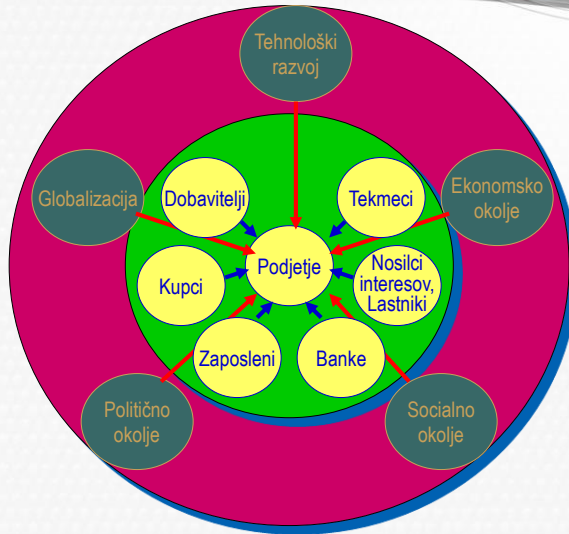 Tehnološki
razvoj
Globalizacija
Dobavitelji
Tekmeci
Ekonomsko
okolje
Podjetje
Kupci
Nosilci
interesov,
Lastniki
Zaposleni
Banke
Politično
okolje
Socialno
okolje